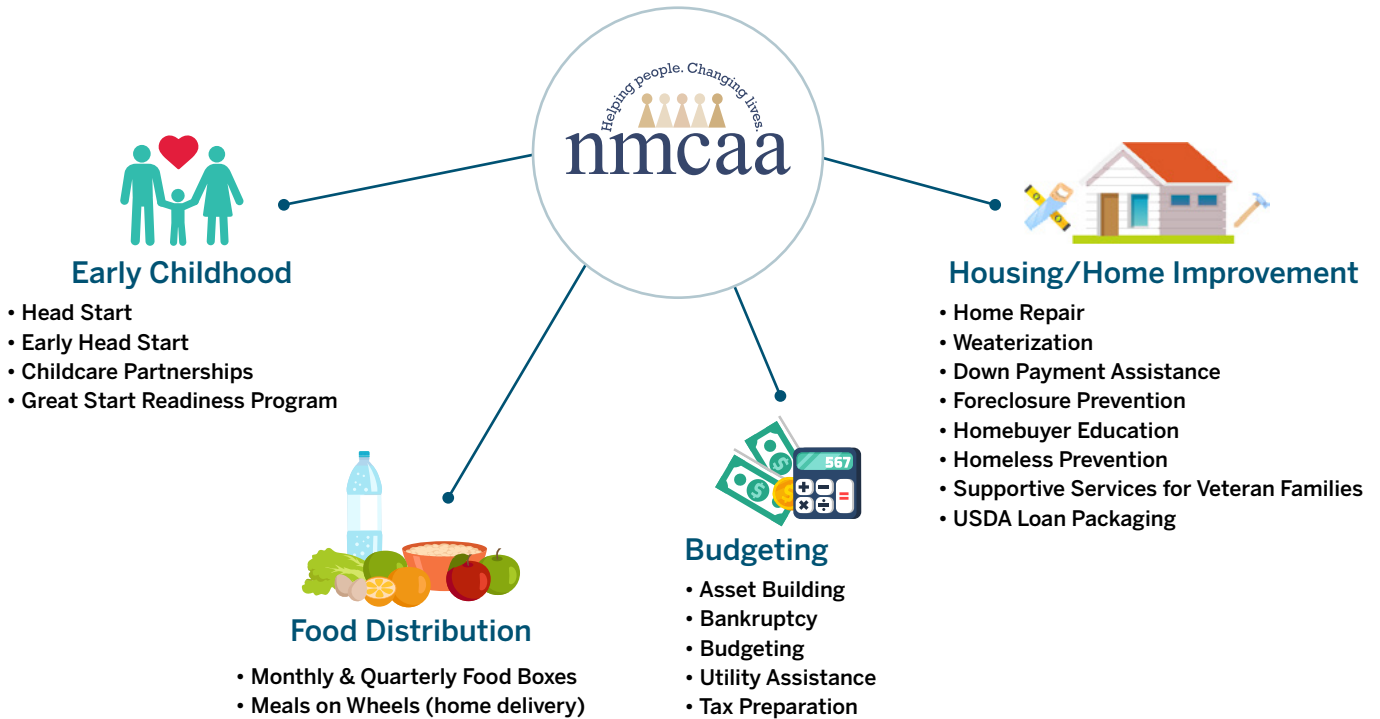 Helping people. Changing lives.
nmcaa
Early Childhood
• Head Start
• Early Head Start
• Childcare Partnerships
• Great Start Readiness Program
Food Distribution
• Monthly & Quarterly Food Boxes
• Meals on Wheels (home delivery)
567
Budgeting
• Asset Building
• Bankruptcy
• Budgeting
• Utility Assistance
• Tax Preparation
Housing/Home Improvement
• Home Repair
• Weaterization
• Down Payment Assistance
• Foreclosure Prevention
• Homebuyer Education
• Homeless Prevention
• Supportive Services for Veteran Families
• USDA Loan Packaging